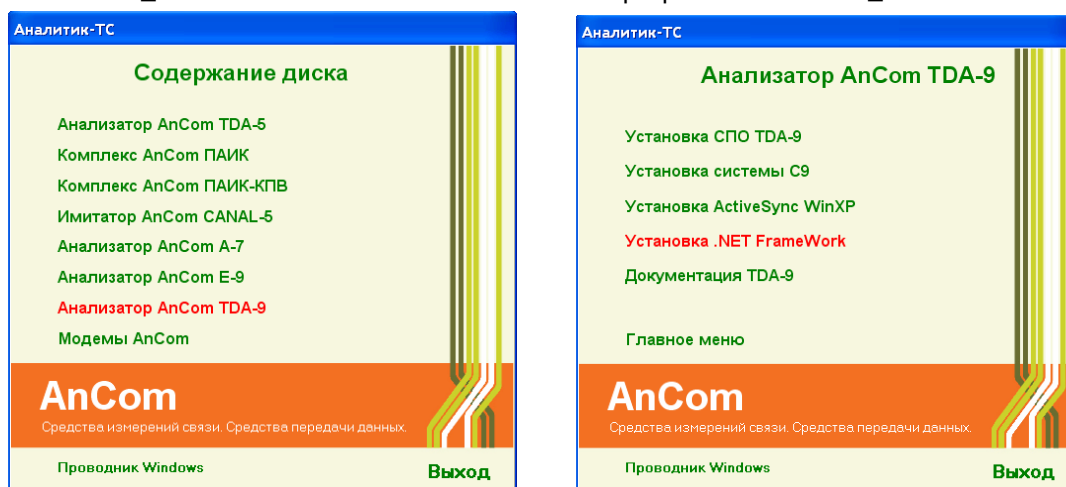 Аналитик-ТС
Содержание диска
Анализатор AnCom TDA-5
Комплекс AnCom ПАИК
Комплекс AnCom ПАИК-КПВ
Имитатор AnCom CANAL-5
Анализатор AnCom A-7
Анализатор AnCom E-9
Анализатор AnCom TDA-9
Модемы AnCom
AnCom
Средства измерений связи. Средства передачи данных.
Проводник Windows
Выход
Аналитик-ТС
Анализатор AnCom TDA-9
Установка СПО TDA-9
Установка системы C9
Установка ActiveSync WinXP
Установка .NET FrameWork
Документация TDA-9
Главное меню
AnCom
Средства измерений связи. Средства передачи данных.
Проводник Windows
Выход